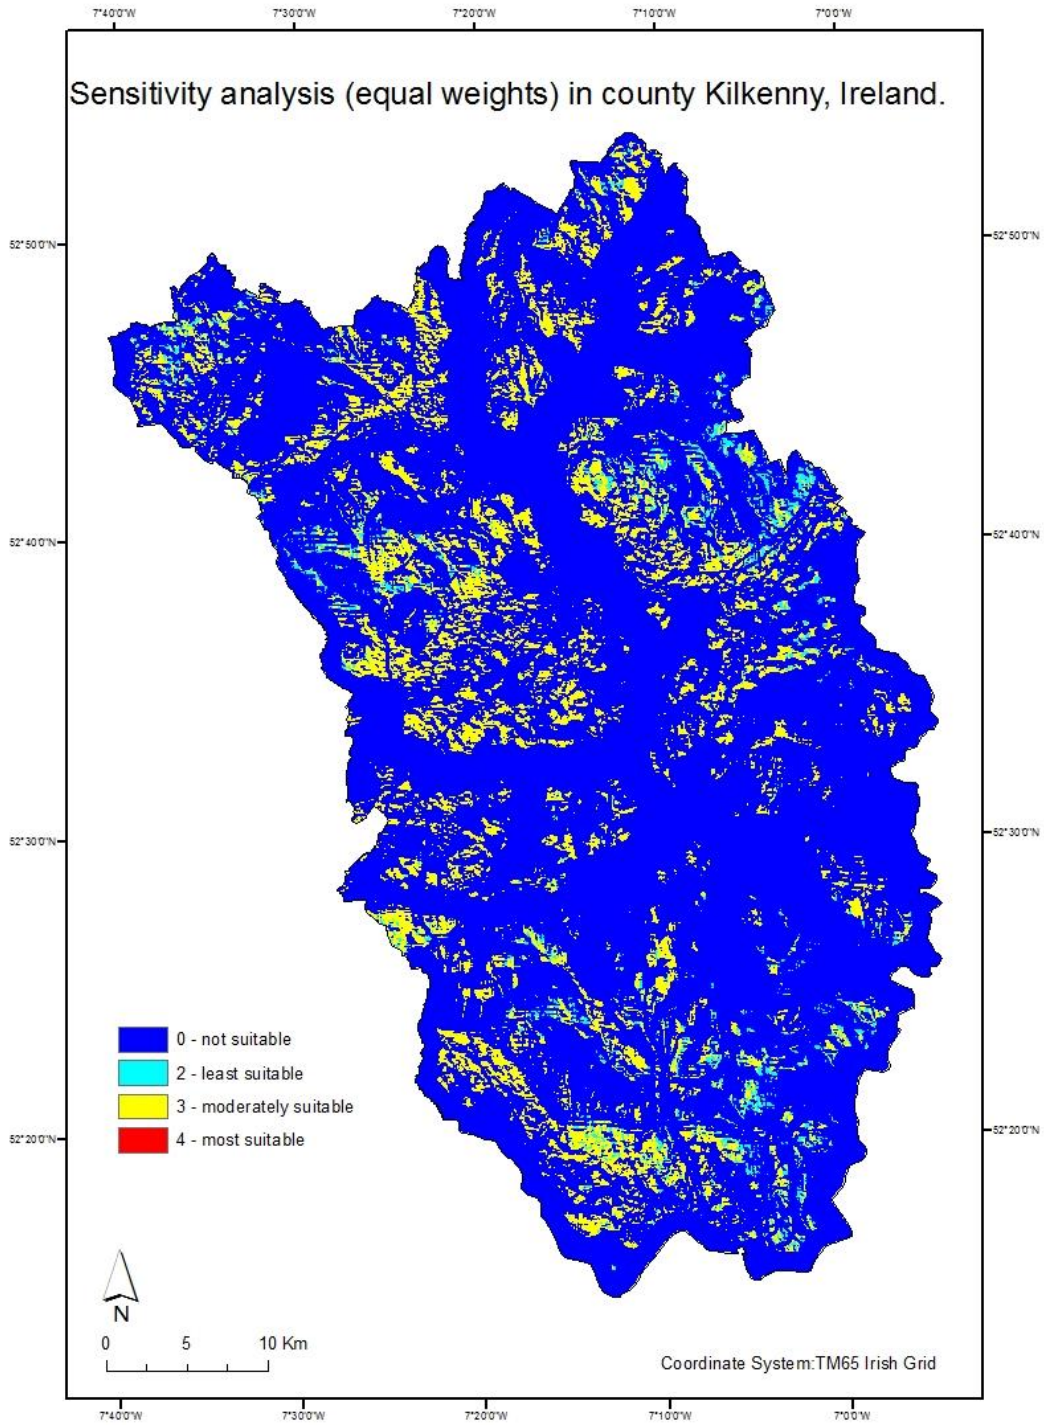 7°40'0"W 7°30'0"W 7°20'0"W 7°10'0"W 7°0'0"W
Sensitivity analysis (equal weights) in county Kilkenny, Ireland.
52°50'0"N 52°50'0"N
52°40'0"N 52°40'0"N
52°30'0"N 52°30'0"N
0 - not suitable
2 - least suitable
3 - moderately suitable
4 - most suitable
52°20'0"N 52°20'0"N
N
0 5 10 Km
Coordinate System:TM65 Irish Grid
7°40'0"W 7°30'0"W 7°20'0"W 7°10'0"W 7°0'0"W